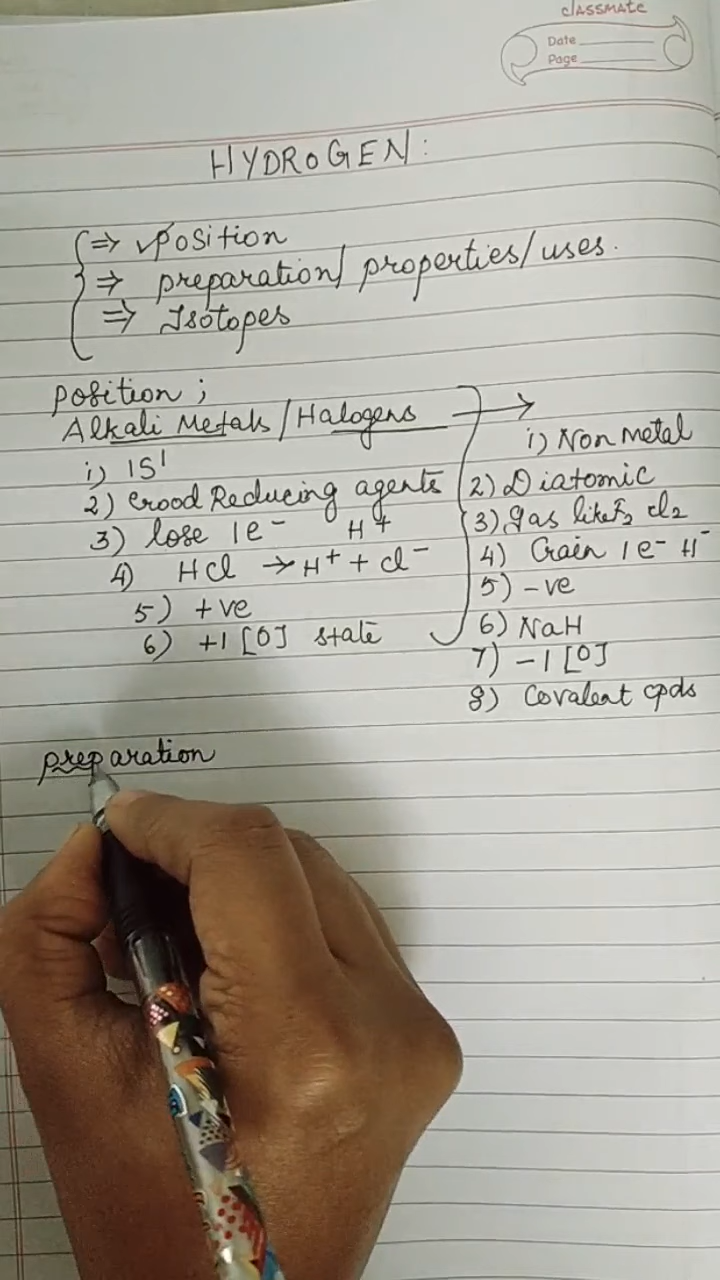 classmate
Date
Page
HYDROGEN:
⇒ ✓Position
⇒ preparation/properties/uses.
⇒ Isotopes
Position;
Alkali Metals/Halogens →
i) 1S¹
2) Good Reducing agents
3) lose 1e⁻ H⁺
4) HCl → H⁺ + Cl⁻
5) +ve
6) +1 [O] state
i) Non Metal
2) Diatomic
3) Gas like F₂ Cl₂
4) Gain 1e⁻ H⁻
5) -ve
6) NaH
7) -1 [O]
8) Covalent cpds
preparation